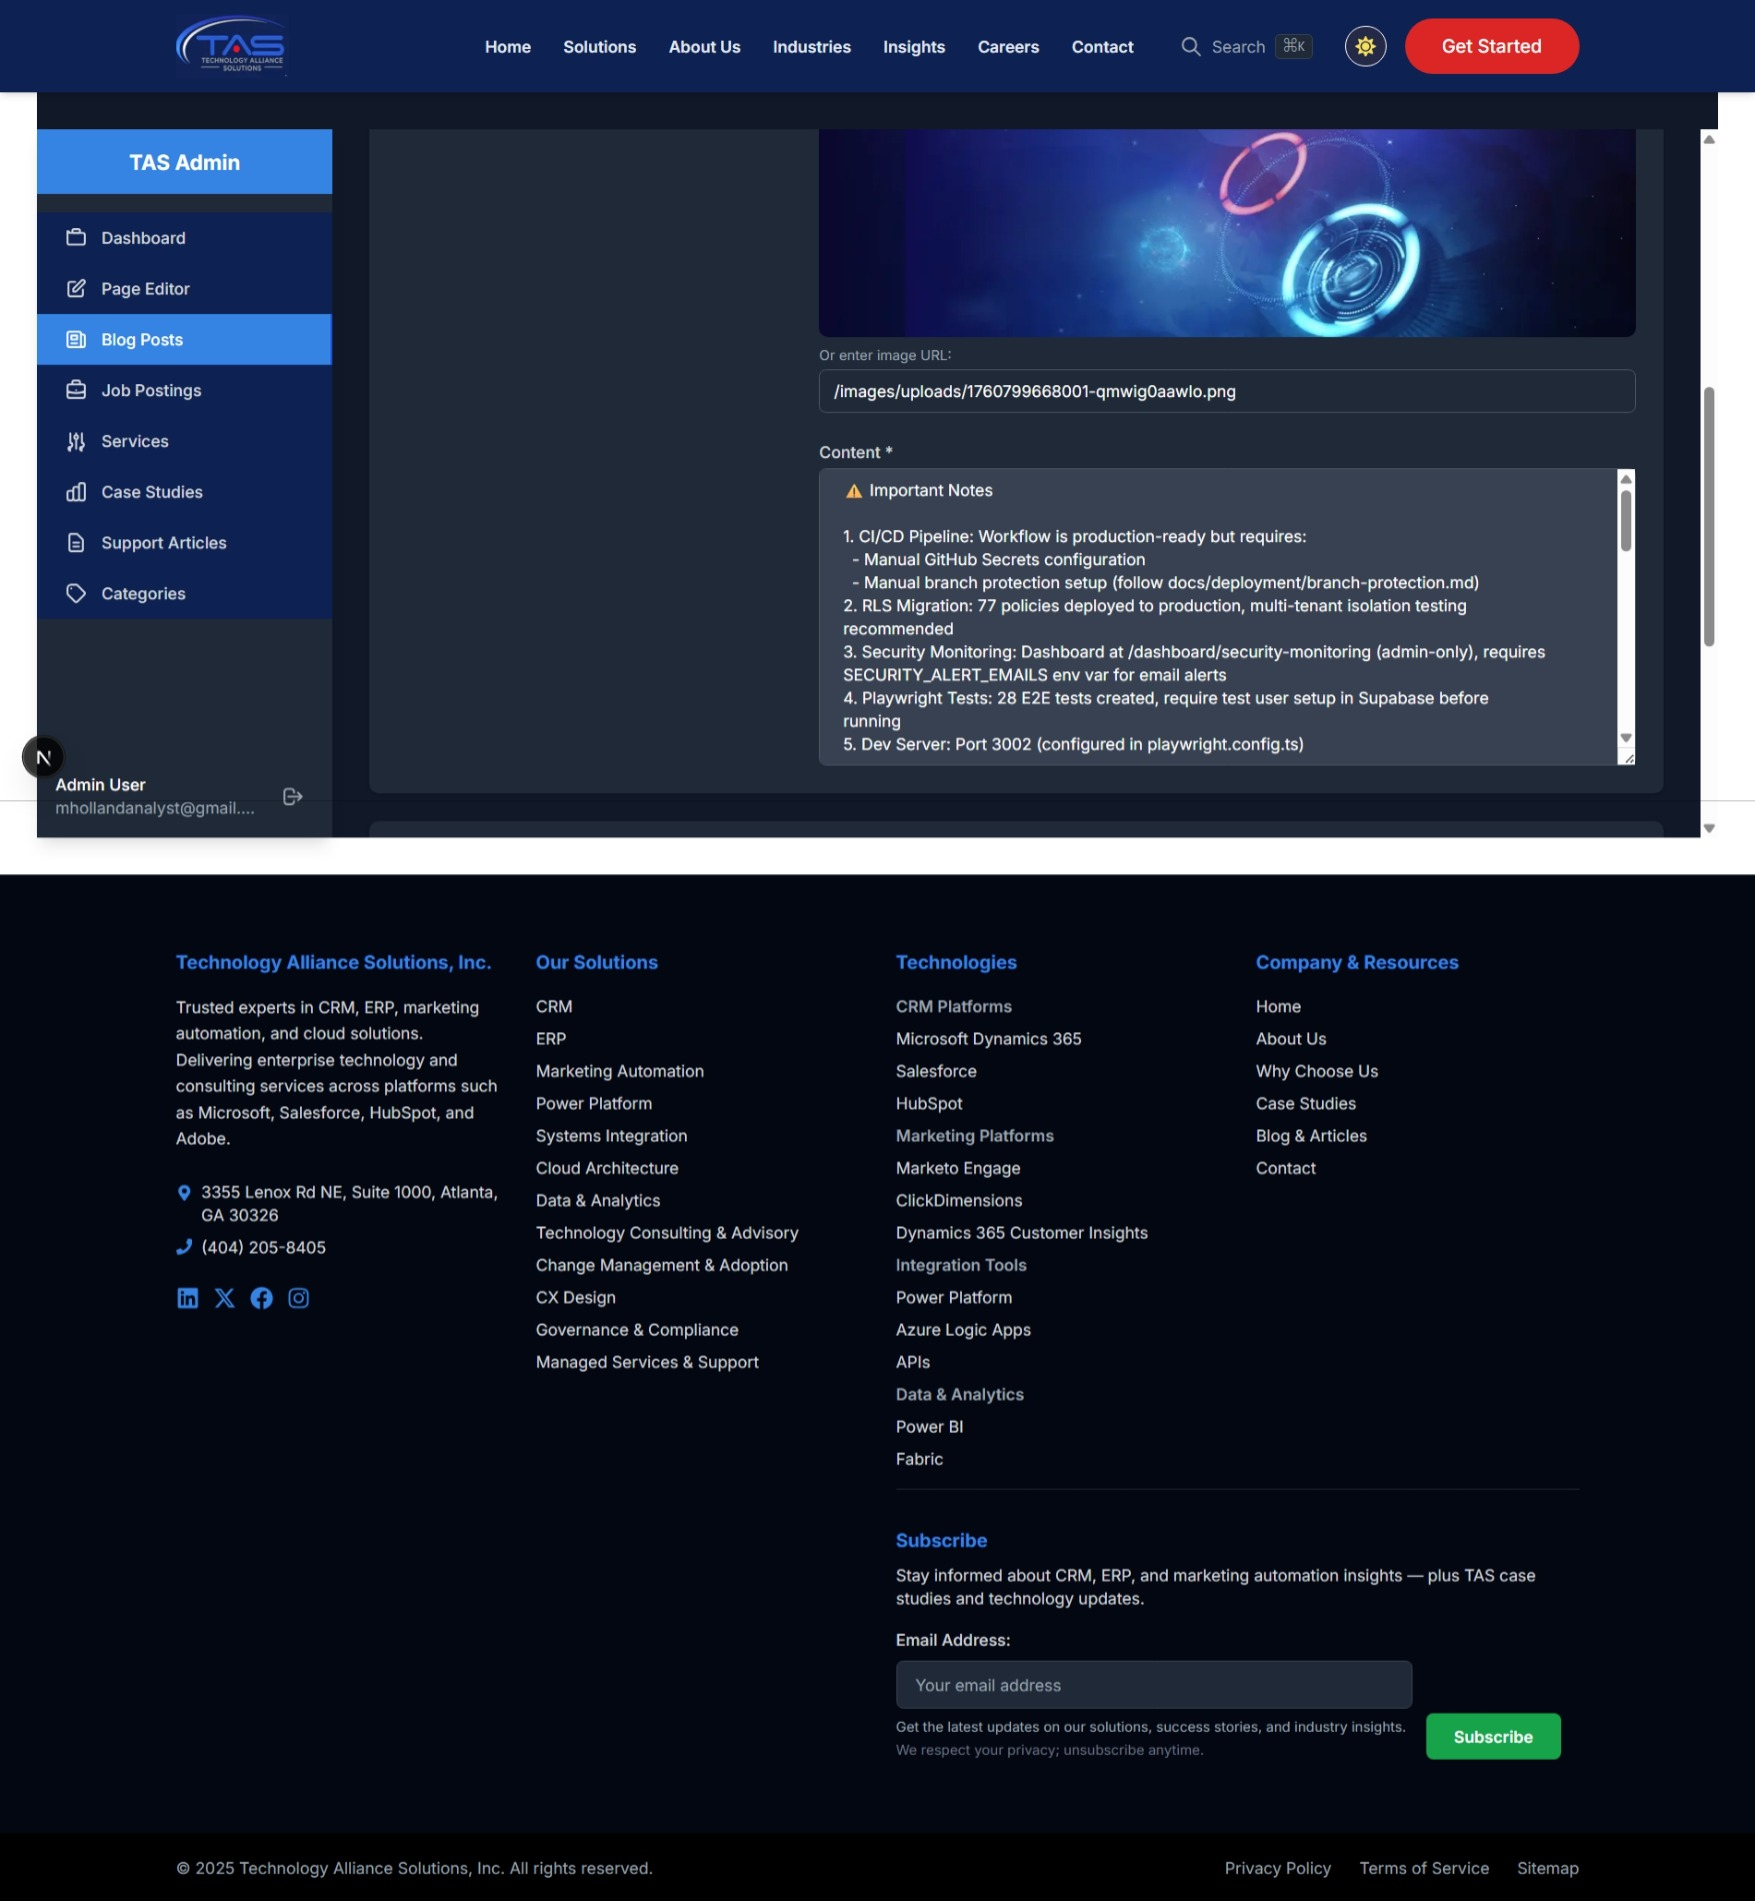 TAS
TECHNOLOGY ALLIANCE
SOLUTIONS
Home
Solutions
About Us
Industries
Insights
Careers
Contact
Search ⌘K
Get Started
TAS Admin
Dashboard
Page Editor
Blog Posts
Job Postings
Services
Case Studies
Support Articles
Categories
N
Admin User
mhollandanalyst@gmail....
Or enter image URL:
/images/uploads/1760799668001-qmwig0aawlo.png
Content *
⚠️ Important Notes
1. CI/CD Pipeline: Workflow is production-ready but requires:
- Manual GitHub Secrets configuration
- Manual branch protection setup (follow docs/deployment/branch-protection.md)
2. RLS Migration: 77 policies deployed to production, multi-tenant isolation testing
recommended
3. Security Monitoring: Dashboard at /dashboard/security-monitoring (admin-only), requires
SECURITY_ALERT_EMAILS env var for email alerts
4. Playwright Tests: 28 E2E tests created, require test user setup in Supabase before
running
5. Dev Server: Port 3002 (configured in playwright.config.ts)
Technology Alliance Solutions, Inc.
Trusted experts in CRM, ERP, marketing
automation, and cloud solutions.
Delivering enterprise technology and
consulting services across platforms such
as Microsoft, Salesforce, HubSpot, and
Adobe.
3355 Lenox Rd NE, Suite 1000, Atlanta,
GA 30326
(404) 205-8405
Our Solutions
CRM
ERP
Marketing Automation
Power Platform
Systems Integration
Cloud Architecture
Data & Analytics
Technology Consulting & Advisory
Change Management & Adoption
CX Design
Governance & Compliance
Managed Services & Support
Technologies
CRM Platforms
Microsoft Dynamics 365
Salesforce
HubSpot
Marketing Platforms
Marketo Engage
ClickDimensions
Dynamics 365 Customer Insights
Integration Tools
Power Platform
Azure Logic Apps
APIs
Data & Analytics
Power BI
Fabric
Company & Resources
Home
About Us
Why Choose Us
Case Studies
Blog & Articles
Contact
Subscribe
Stay informed about CRM, ERP, and marketing automation insights — plus TAS case
studies and technology updates.
Email Address:
Your email address
Get the latest updates on our solutions, success stories, and industry insights.
We respect your privacy; unsubscribe anytime.
Subscribe
© 2025 Technology Alliance Solutions, Inc. All rights reserved.
Privacy Policy
Terms of Service
Sitemap